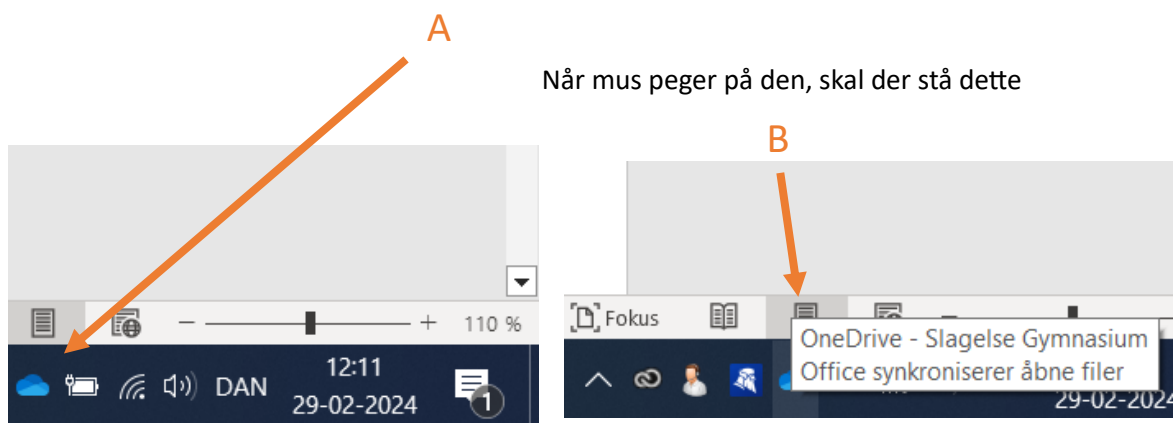 A
Når mus peger på den, skal der stå dette
B
110 %
DAN
12:11
29-02-2024
1
Fokus
OneDrive - Slagelse Gymnasium
Office synkroniserer åbne filer
29-02-2024